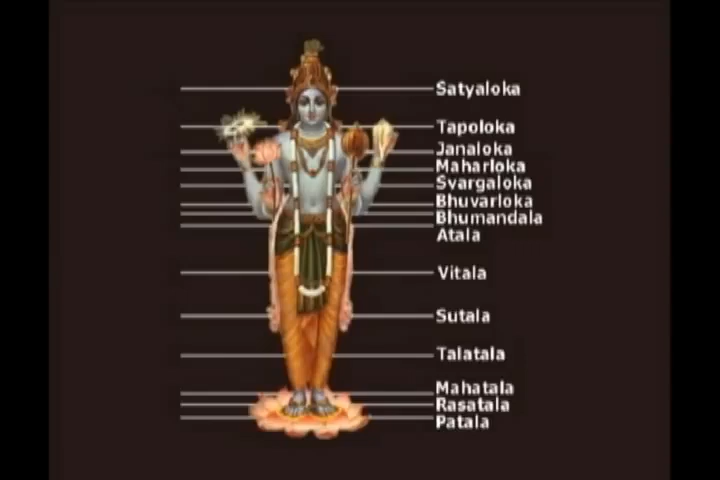 Satyaloka
Tapoloka
Janaloka
Maharloka
Svargaloka
Bhuvarloka
Bhumandala
Atala
Vitala
Sutala
Talatala
Mahatala
Rasatala
Patala